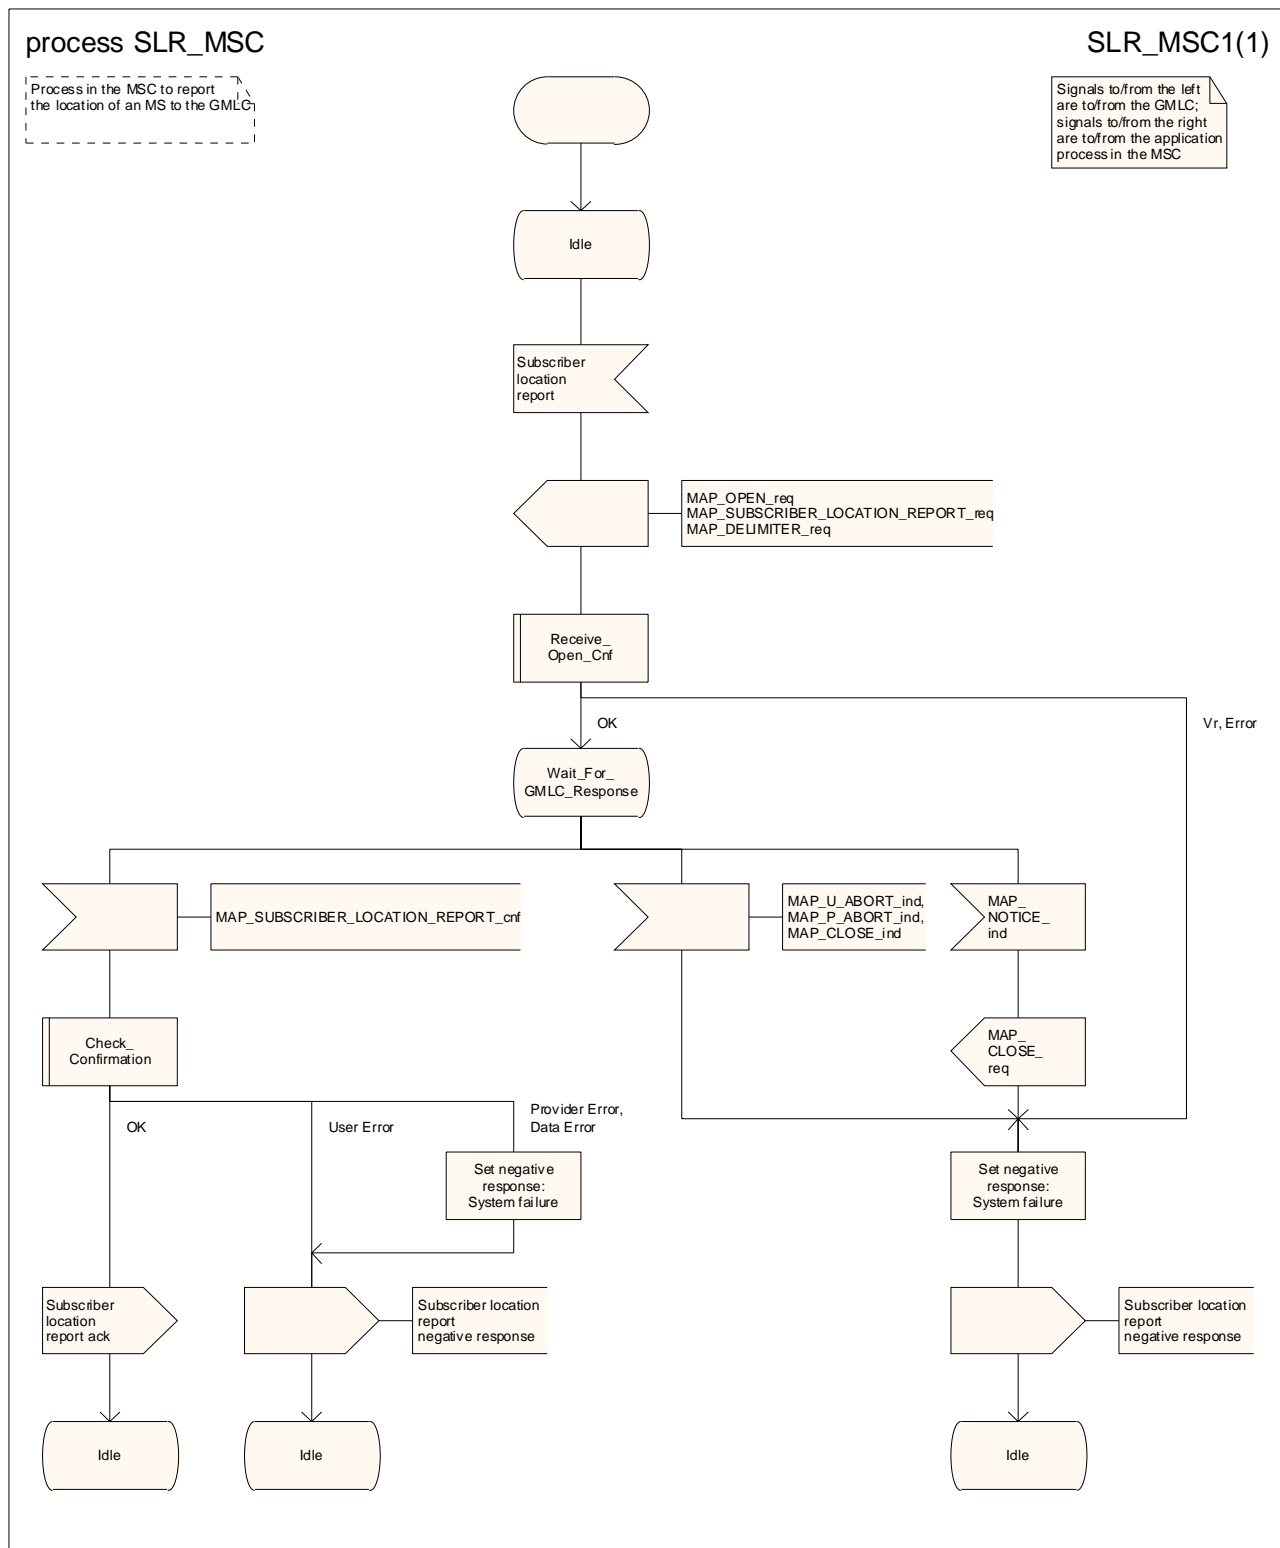 process SLR_MSC
SLR_MSC1(1)
Process in the MSC to report
the location of an MS to the GMLC
Signals to/from the left
are to/from the GMLC;
signals to/from the right
are to/from the application
process in the MSC
Idle
Subscriber
location
report
MAP_OPEN_req
MAP_SUBSCRIBER_LOCATION_REPORT_req
MAP_DELIMITER_req
Receive_
Open_Cnf
OK
Vr, Error
Wait_For_
GMLC_Response
MAP_SUBSCRIBER_LOCATION_REPORT_cnf
MAP_U_ABORT_ind,
MAP_P_ABORT_ind,
MAP_CLOSE_ind
MAP_
NOTICE_
ind
Check_
Confirmation
MAP_
CLOSE_
req
OK
User Error
Provider Error,
Data Error
Set negative
response:
System failure
Set negative
response:
System failure
Subscriber
location
report ack
Subscriber location
report
negative response
Subscriber location
report
negative response
Idle
Idle
Idle